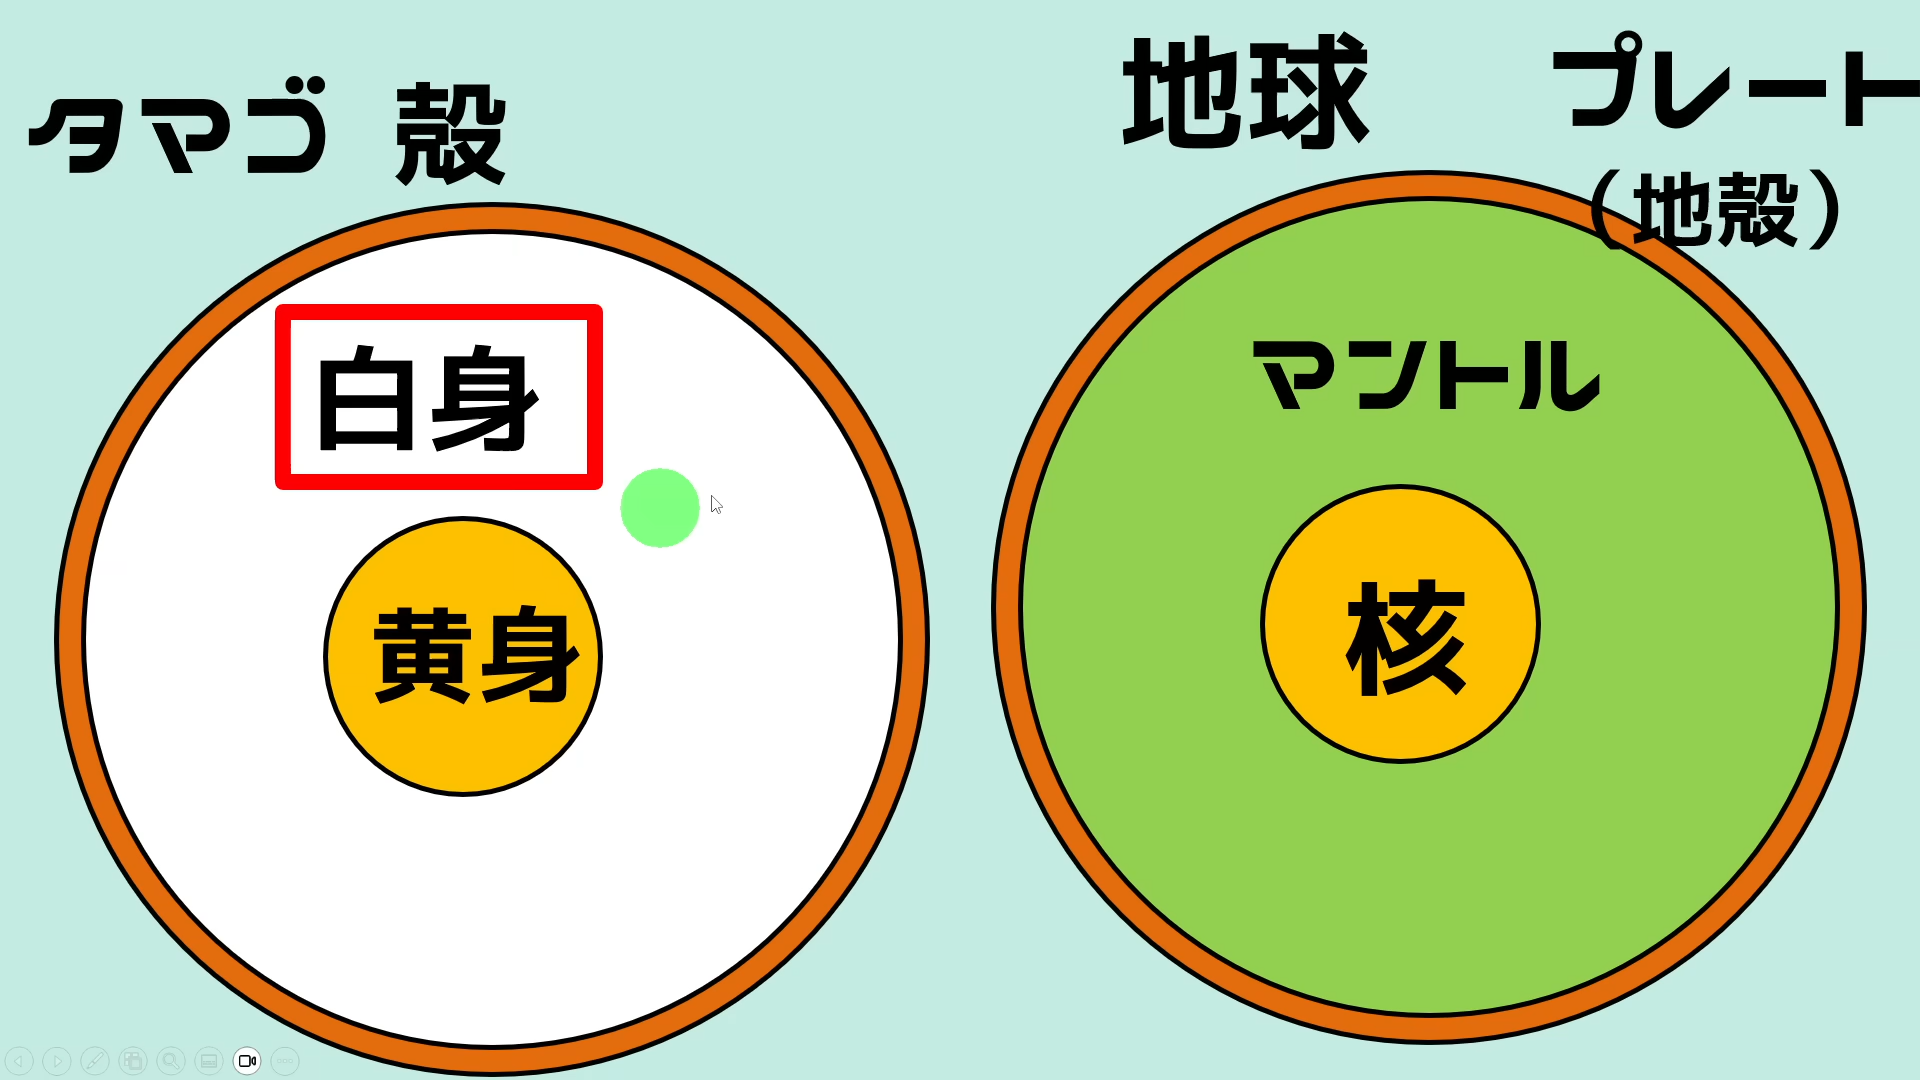 タマゴ 殻
白身
黄身
地球
プレート
（地殻）
マントル
核